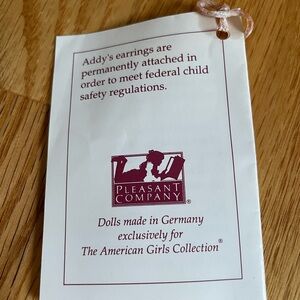 Addy's earrings are
permanently attached in
order to meet federal child
safety regulations.
PLEASANT
COMPANY®
Dolls made in Germany
exclusively for
The American Girls Collection®